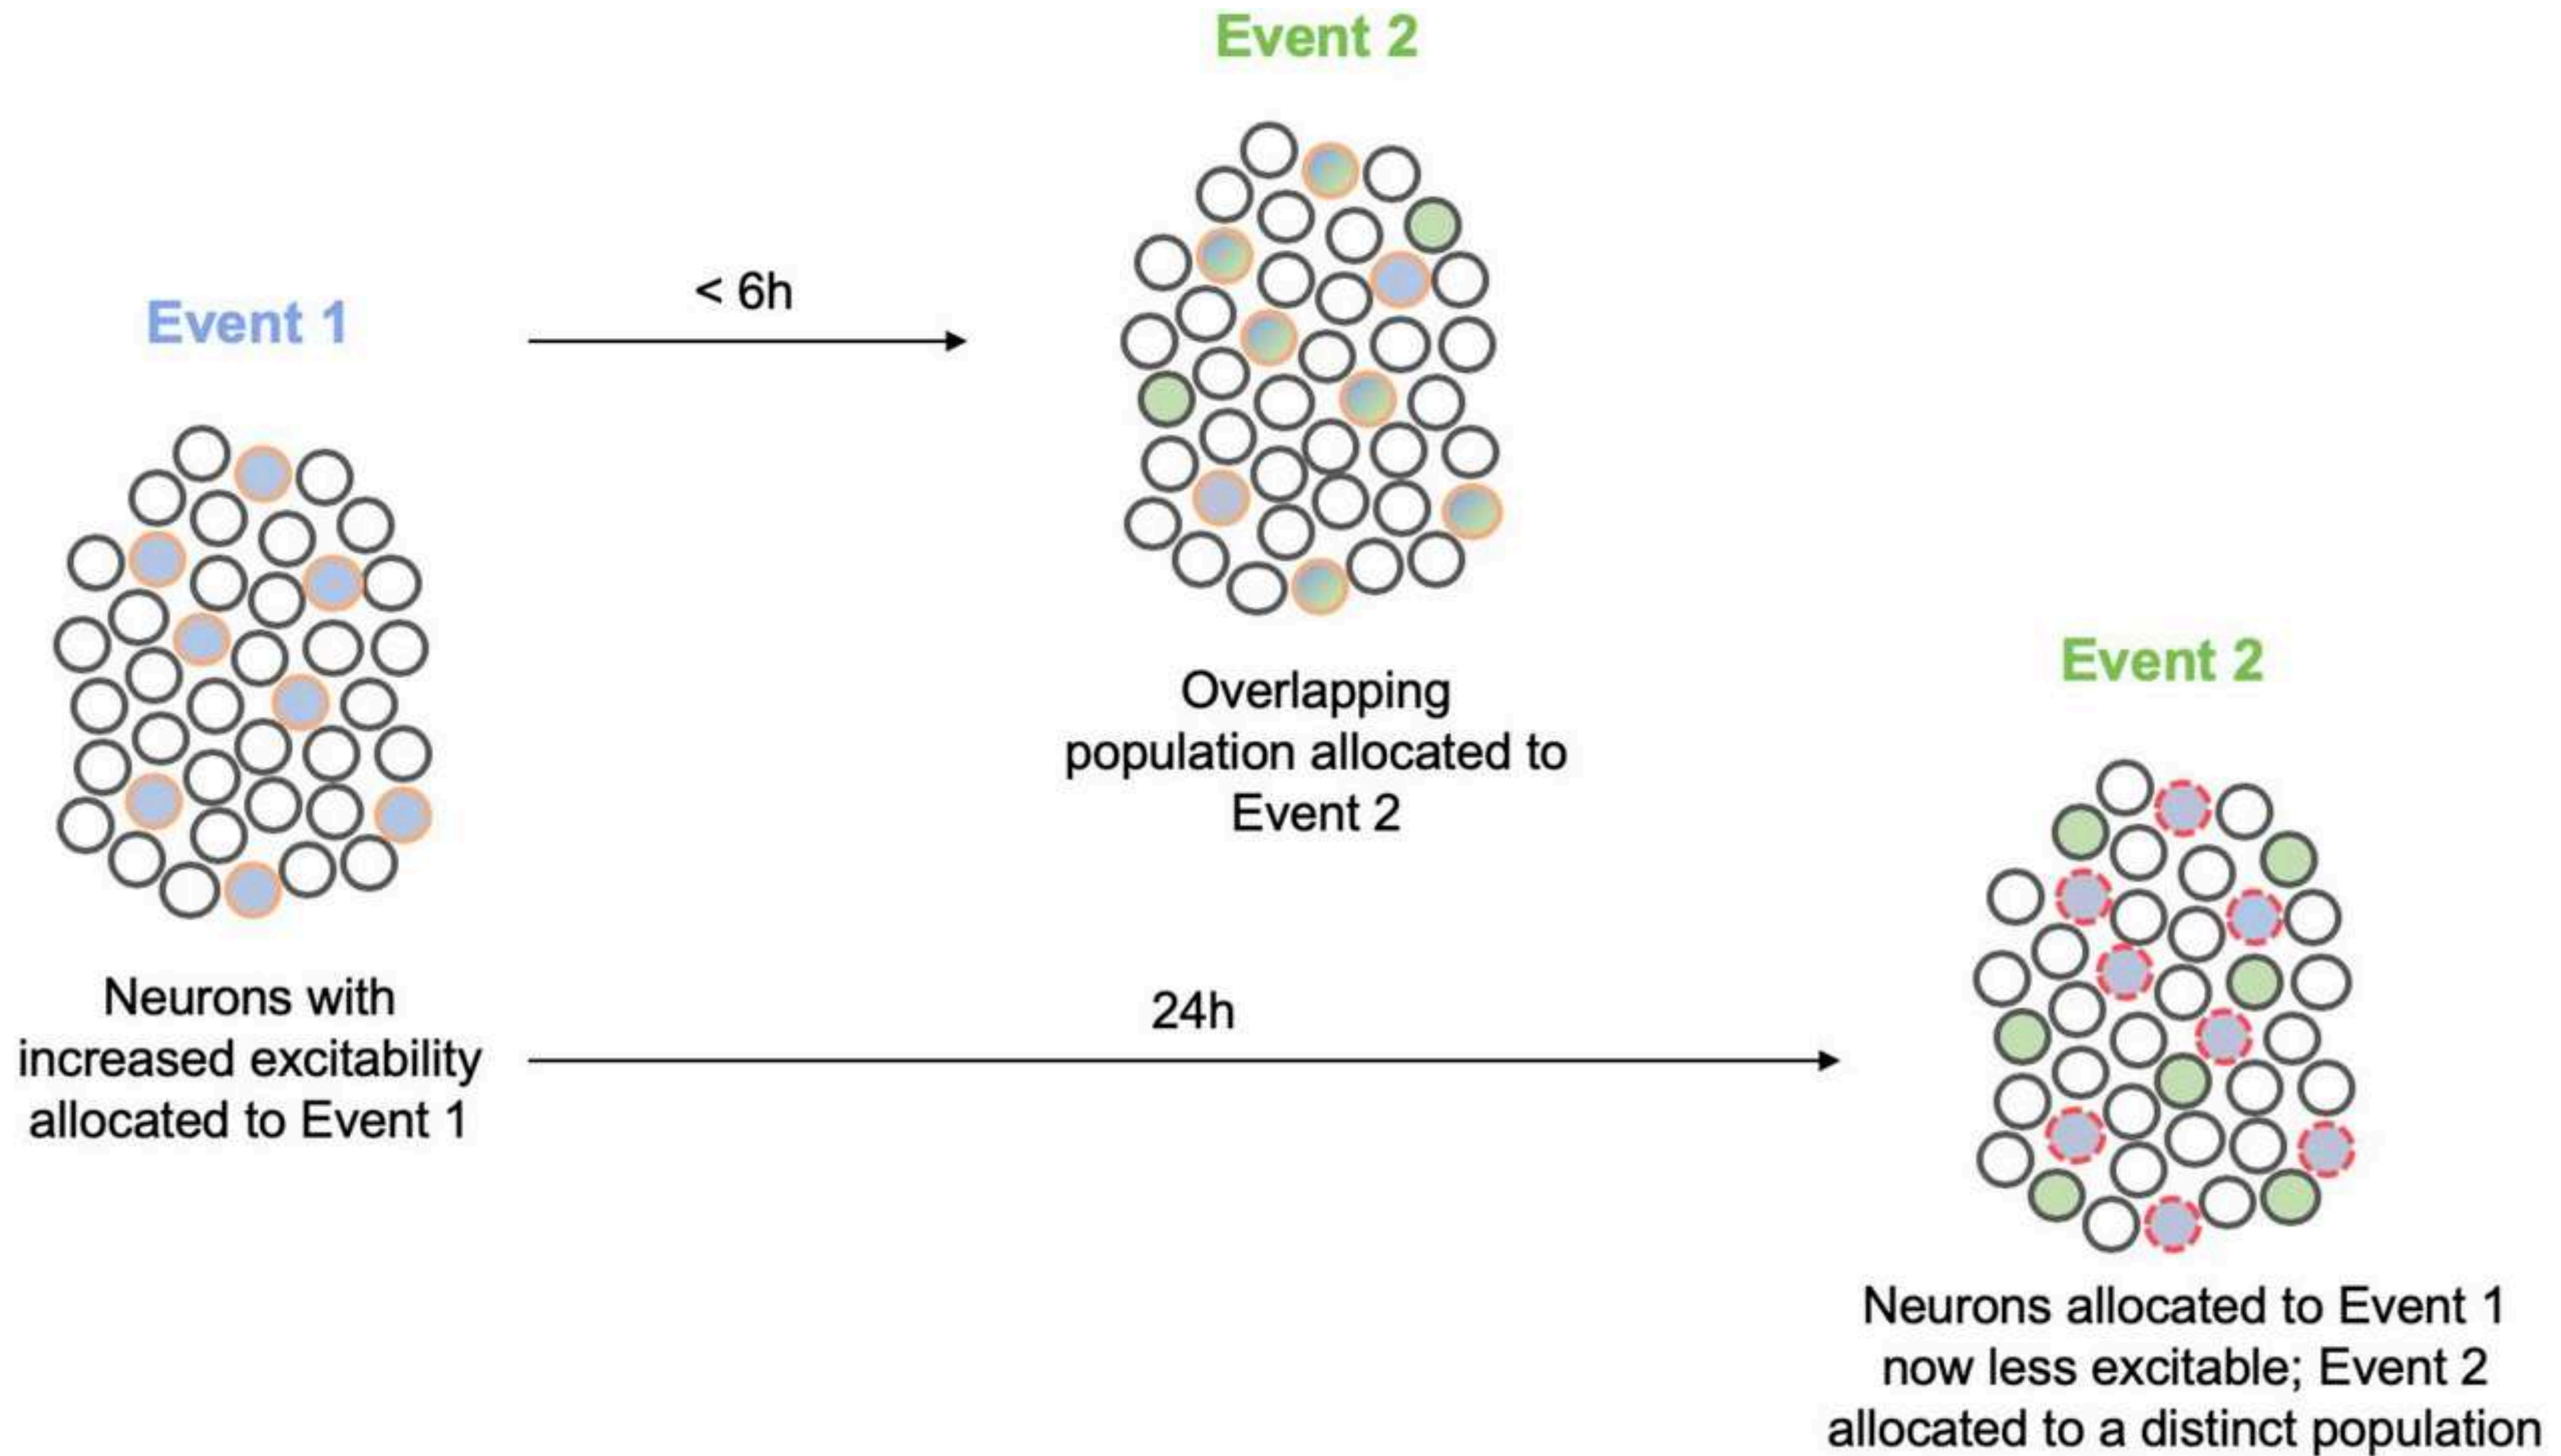 Event 1
Neurons with
increased excitability
allocated to Event 1
< 6h
24h
Event 2
Overlapping
population allocated to
Event 2
Event 2
Neurons allocated to Event 1
now less excitable; Event 2
allocated to a distinct population